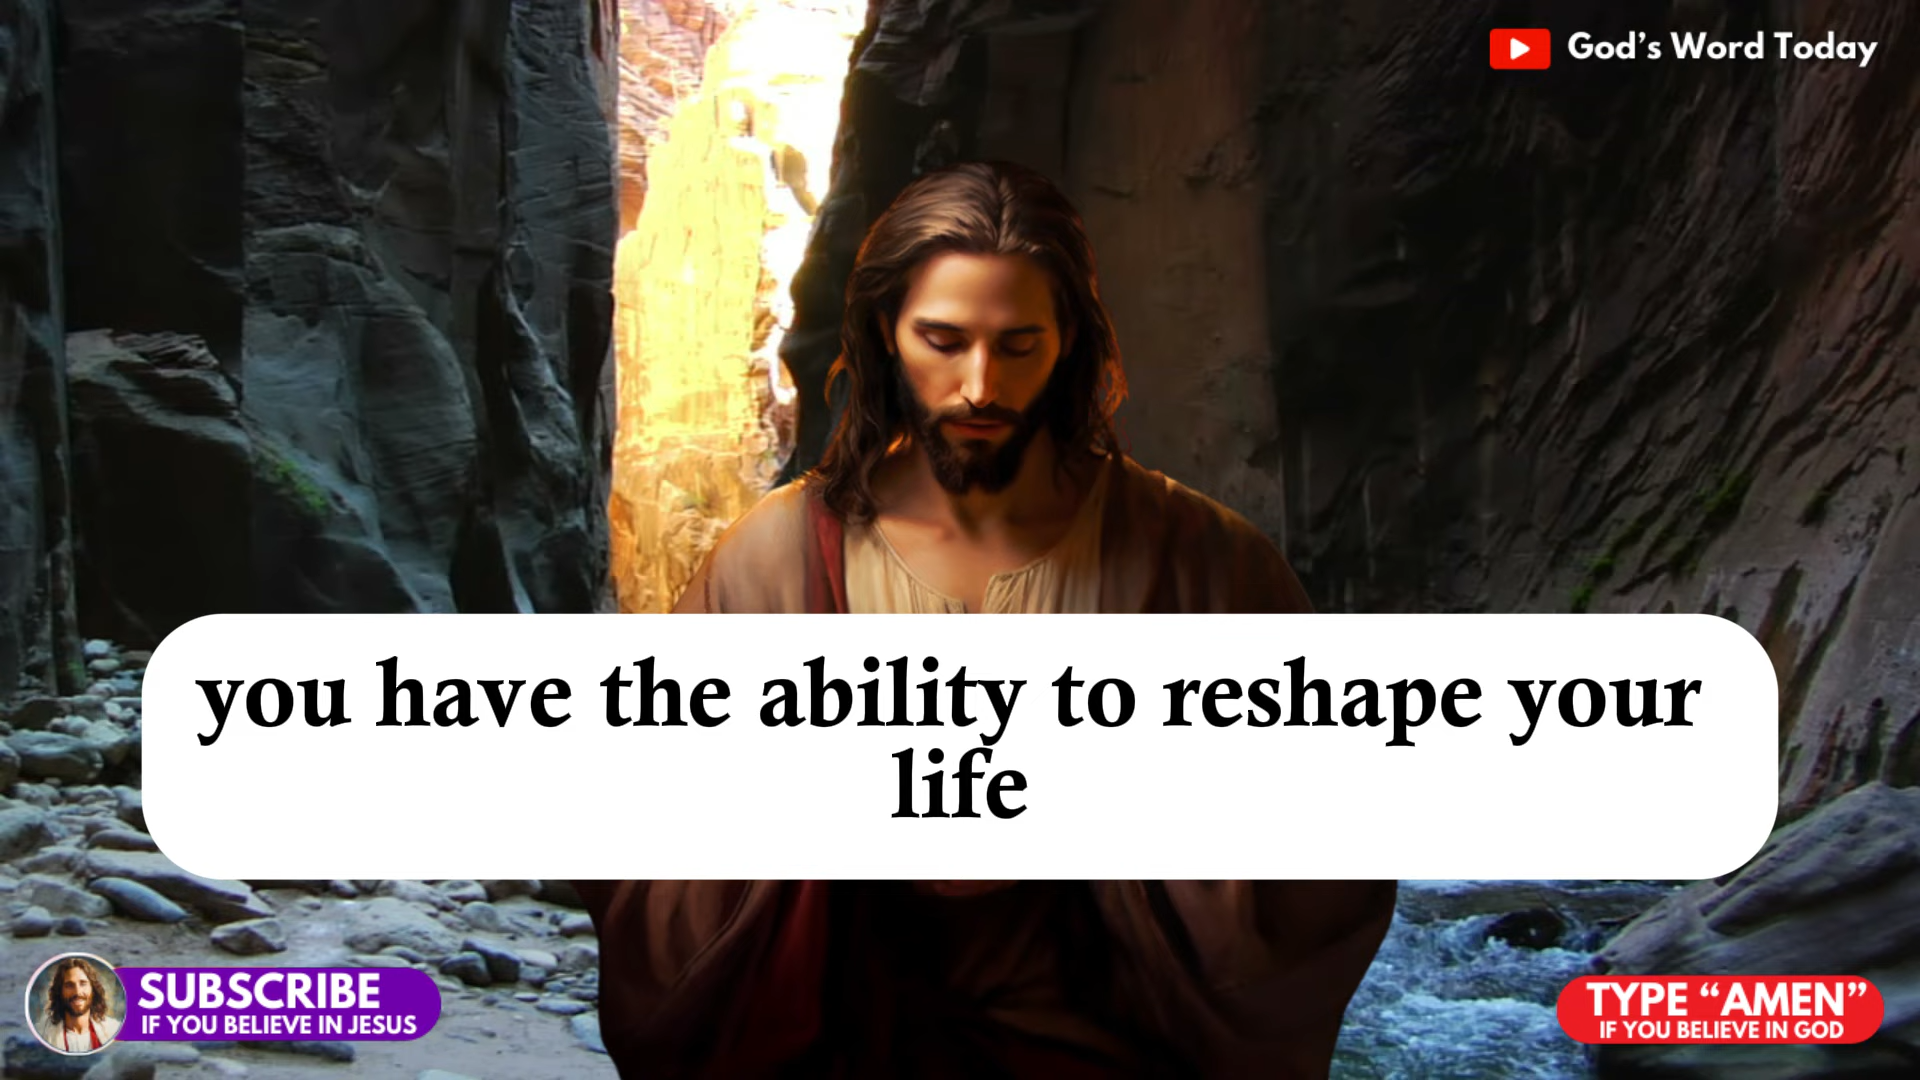 God’s Word Today
you have the ability to reshape your
life
SUBSCRIBE
IF YOU BELIEVE IN JESUS
TYPE “AMEN”
IF YOU BELIEVE IN GOD